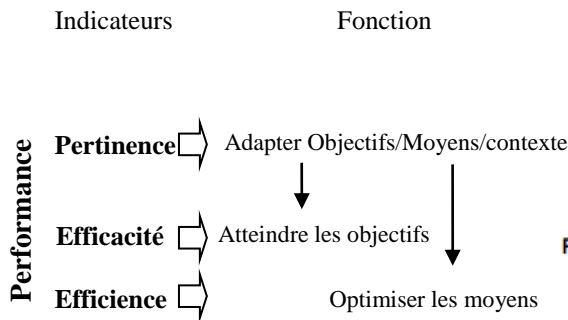 Indicateurs Fonction
Performance
Pertinence Adapter Objectifs/Moyens/contexte
Efficacité Atteindre les objectifs
Efficience Optimiser les moyens